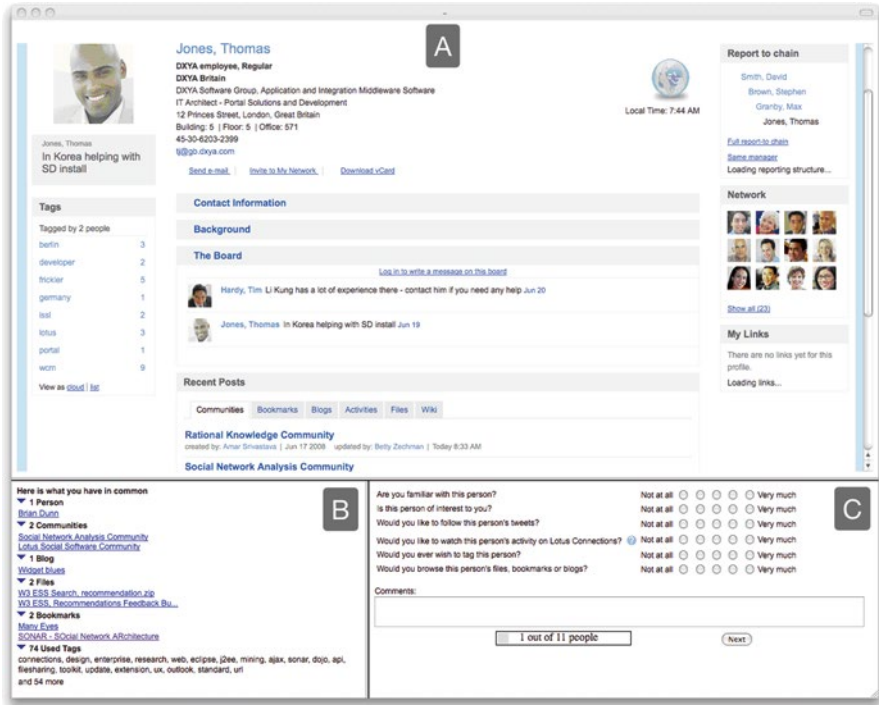 A
Jones, Thomas
DXYA employee, Regular
DXYA Britain
DXYA Software Group, Application and Integration Middleware Software
IT Architect - Portal Solutions and Development
12 Princes Street, London, Great Britain
Building: 5 | Floor: 5 | Office: 571
45-30-6203-2399
tj@gb.dxya.com
Send e-mail | Invite to My Network | Download vCard
Local Time: 7:44 AM
Jones, Thomas
In Korea helping with
SD install
Tags
Tagged by 2 people
berlin 3
developer 2
frickler 5
germany 1
issl 2
lotus 3
portal 1
wcm 9
View as cloud | list
Contact Information
Background
The Board
Log in to write a message on this board
Hardy, Tim Li Kung has a lot of experience there - contact him if you need any help Jun 20
Jones, Thomas In Korea helping with SD install Jun 19
Recent Posts
Communities Bookmarks Blogs Activities Files Wiki
Rational Knowledge Community
created by: Amar Srivastava | Jun 17 2008 updated by: Betty Zechman | Today 8:33 AM
Social Network Analysis Community
Report to chain
Smith, David
Brown, Stephen
Granby, Max
Jones, Thomas
Full report-to chain
Same manager
Loading reporting structure...
Network
Show all (23)
My Links
There are no links yet for this
profile.
Loading links...
B
Here is what you have in common
1 Person
Brian Dunn
2 Communities
Social Network Analysis Community
Lotus Social Software Community
1 Blog
Widget blues
2 Files
W3 ESS Search, recommendation.zip
W3 ESS, Recommendations Feedback Bu...
2 Bookmarks
Many Eyes
SONAR - SOcial Network ARchitecture
74 Used Tags
connections, design, enterprise, research, web, eclipse, j2ee, mining, ajax, sonar, dojo, api,
filesharing, toolkit, update, extension, ux, outlook, standard, url
and 54 more
C
Are you familiar with this person? Not at all Very much
Is this person of interest to you? Not at all Very much
Would you like to follow this person's tweets? Not at all Very much
Would you like to watch this person's activity on Lotus Connections? Not at all Very much
Would you ever wish to tag this person? Not at all Very much
Would you browse this person's files, bookmarks or blogs? Not at all Very much
Comments:
1 out of 11 people
Next